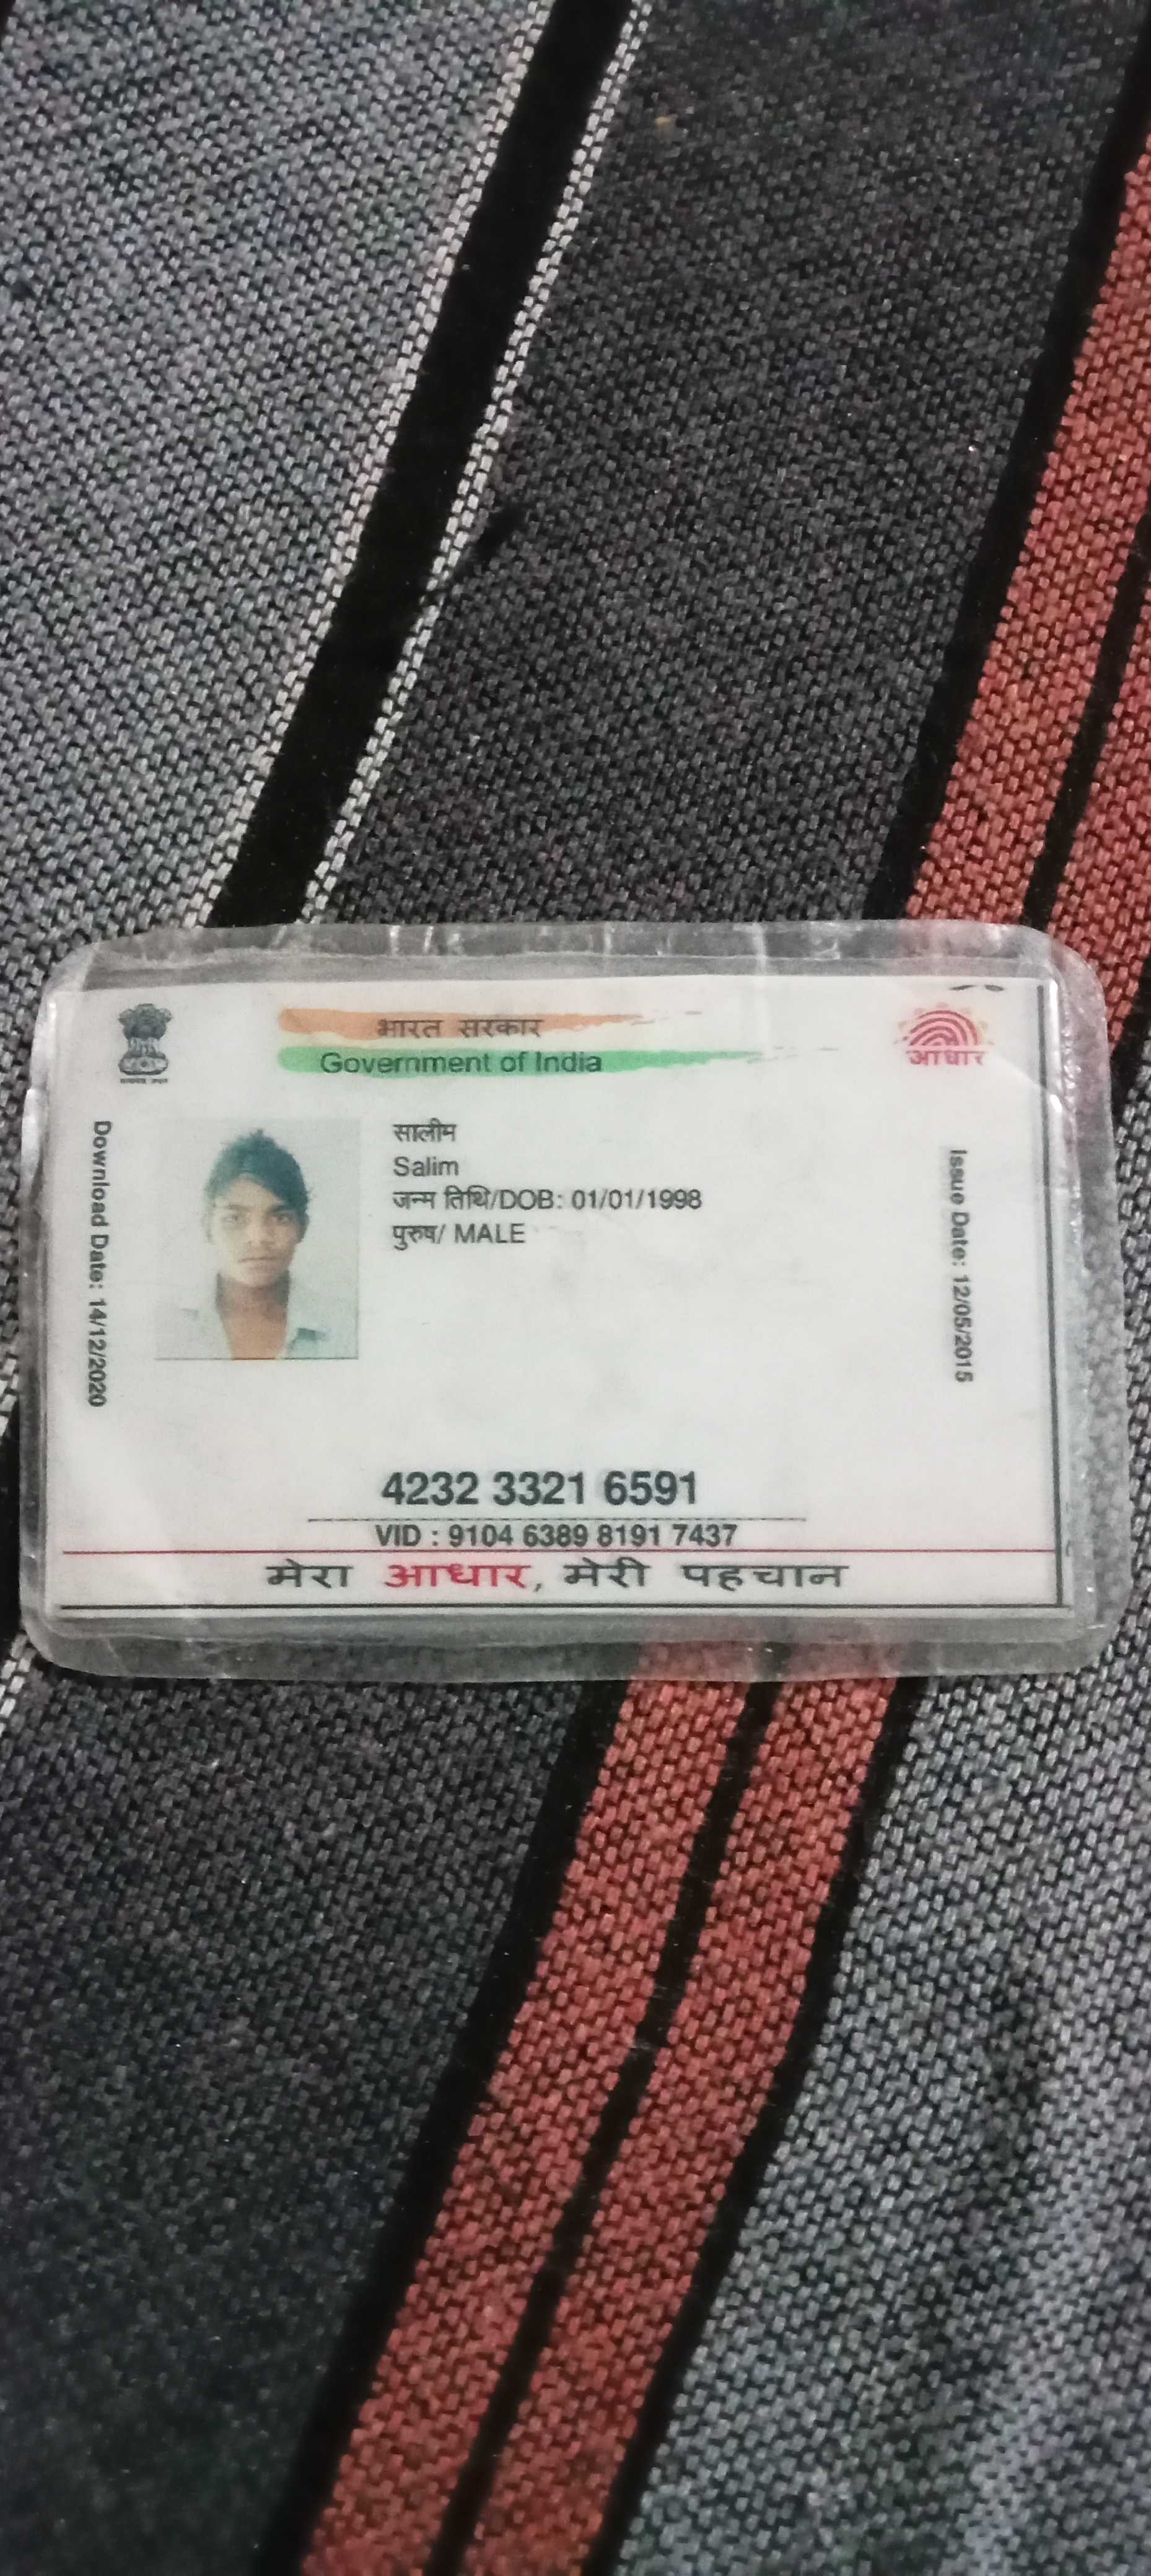 भारत सरकार
Government of India
आधार
Download Date: 14/12/2020
सालीम
Salim
जन्म तिथि/DOB: 01/01/1998
पुरुष/ MALE
Issue Date: 12/05/2015
4232 3321 6591
VID : 9104 6389 8191 7437
मेरा आधार, मेरी पहचान